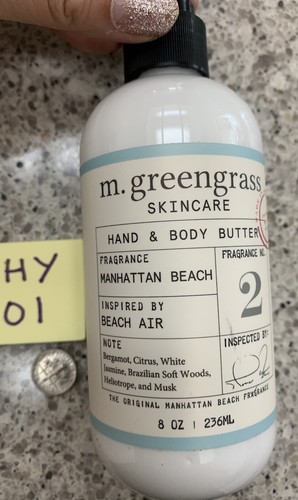 m. greengrass
SKINCARE
HAND & BODY BUTTER
FRAGRANCE
MANHATTAN BEACH
FRAGRANCE NO.
2
INSPIRED BY
BEACH AIR
NOTE
Bergamot, Citrus, White
Jasmine, Brazilian Soft Woods,
Heliotrope, and Musk
INSPECTED BY:
THE ORIGINAL MANHATTAN BEACH FRAGRANCE
8 OZ | 236ML
HY
01